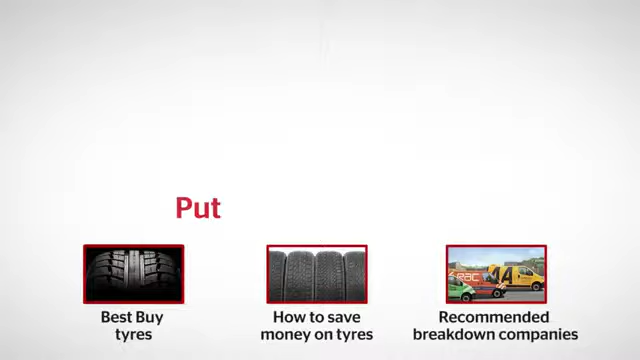 Put
Best Buy
tyres
How to save
money on tyres
Recommended
breakdown companies